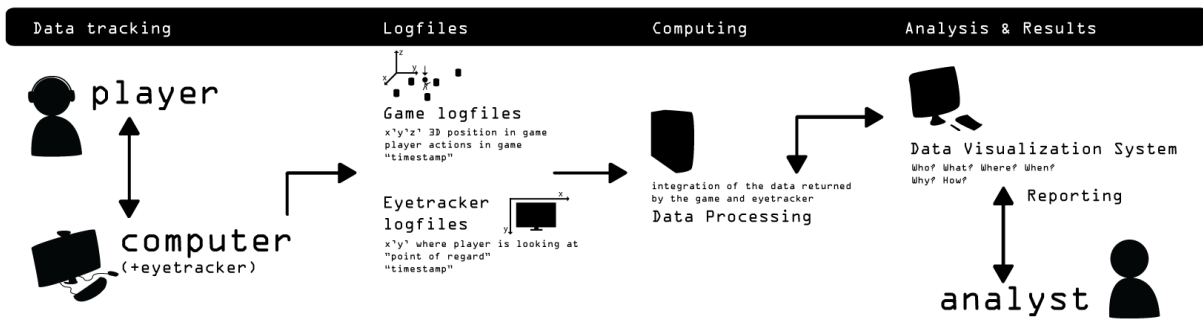 Data tracking
Logfiles
Computing
Analysis & Results
player
computer
(+eyetracker)
z
y
x
Game logfiles
x'y'z' 3D position in game
player actions in game
"timestamp"
x
y
Eyetracker
logfiles
x'y' where player is looking at
"point of regard"
"timestamp"
integration of the data returned
by the game and eyetracker
Data Processing
Data Visualization System
Who? What? Where? When?
Why? How?
Reporting
analyst